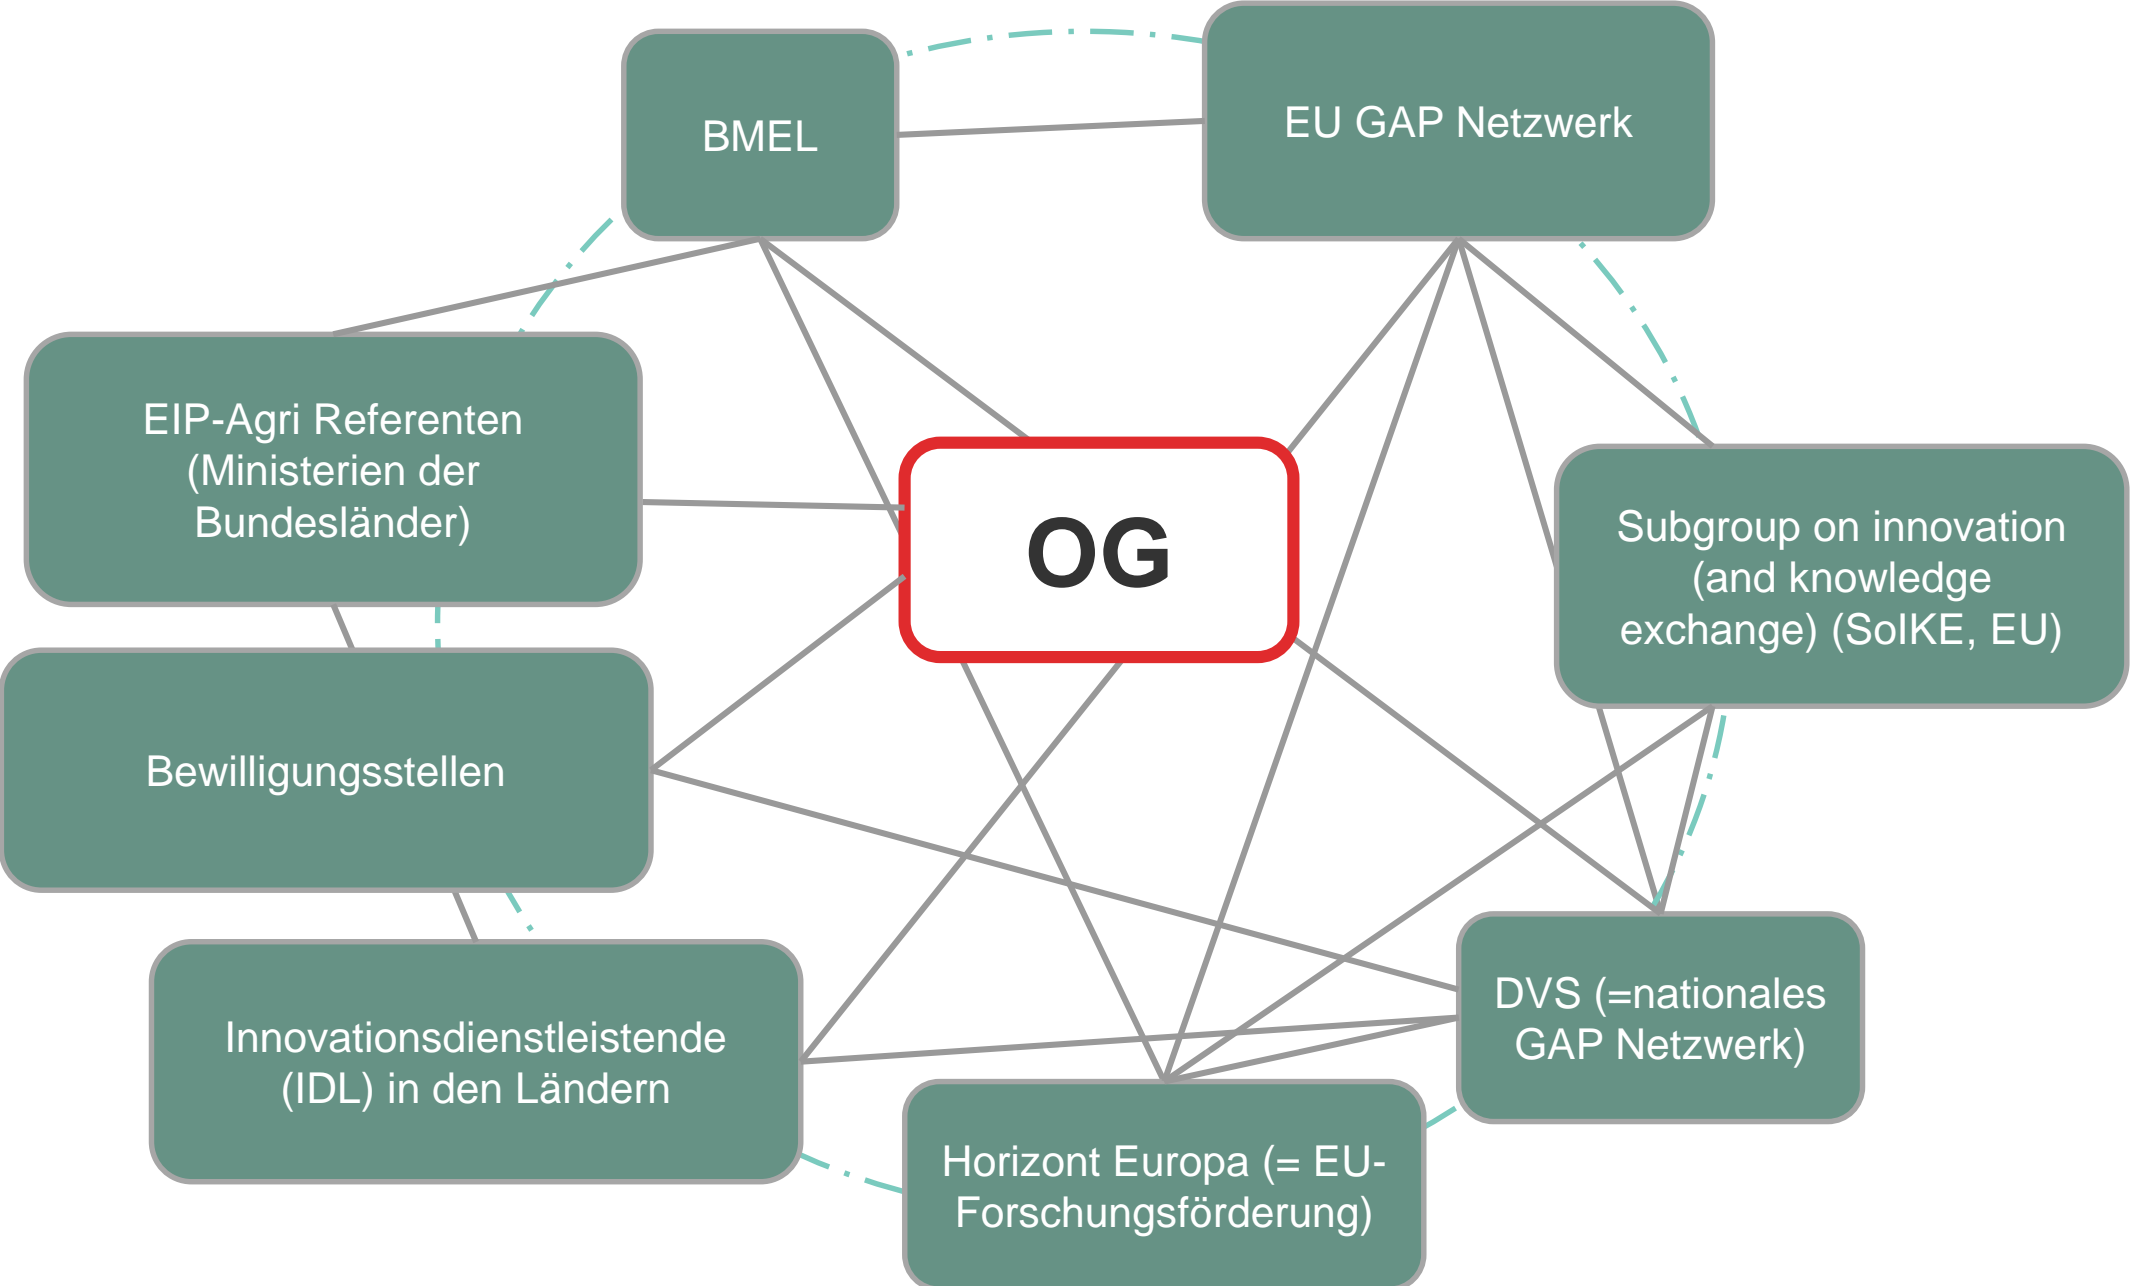 BMEL
EU GAP Netzwerk
EIP-Agri Referenten
(Ministerien der
Bundesländer)
OG
Subgroup on innovation
(and knowledge
exchange) (SoIKE, EU)
Bewilligungsstellen
DVS (=nationales
GAP Netzwerk)
Innovationsdienstleistende
(IDL) in den Ländern
Horizont Europa (= EU-
Forschungsförderung)